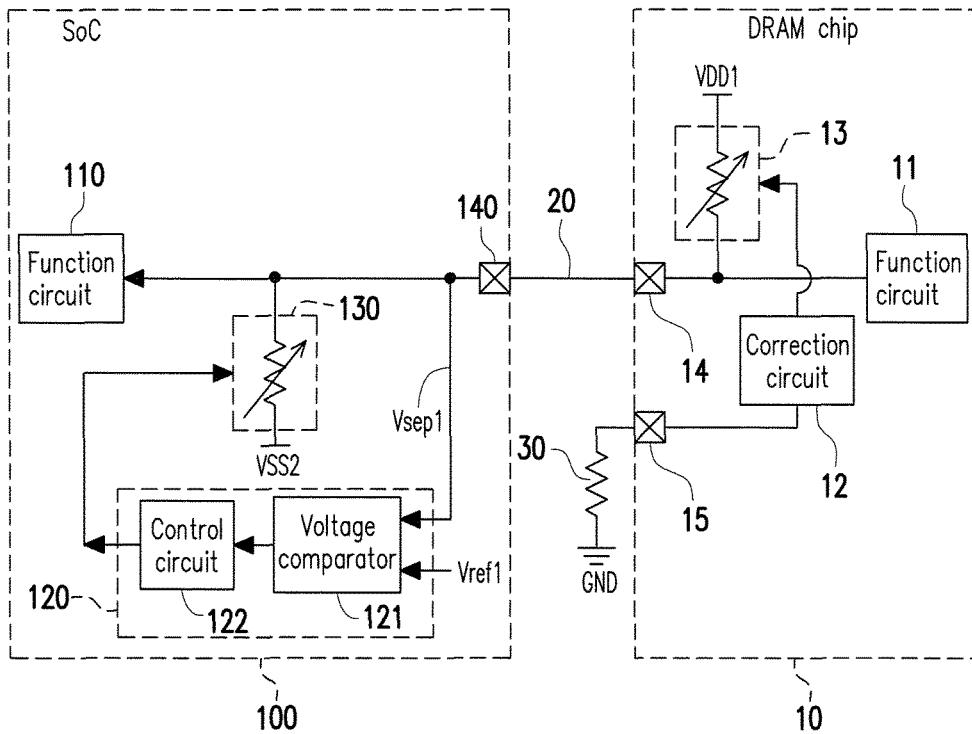 SoC
DRAM chip
VDD1
13
110
140
20
11
Function
circuit
130
Function
circuit
14
Correction
circuit
Vsep1
VSS2
30
15
12
Control
circuit
Voltage
comparator
Vref1
GND
120
122
121
100
10